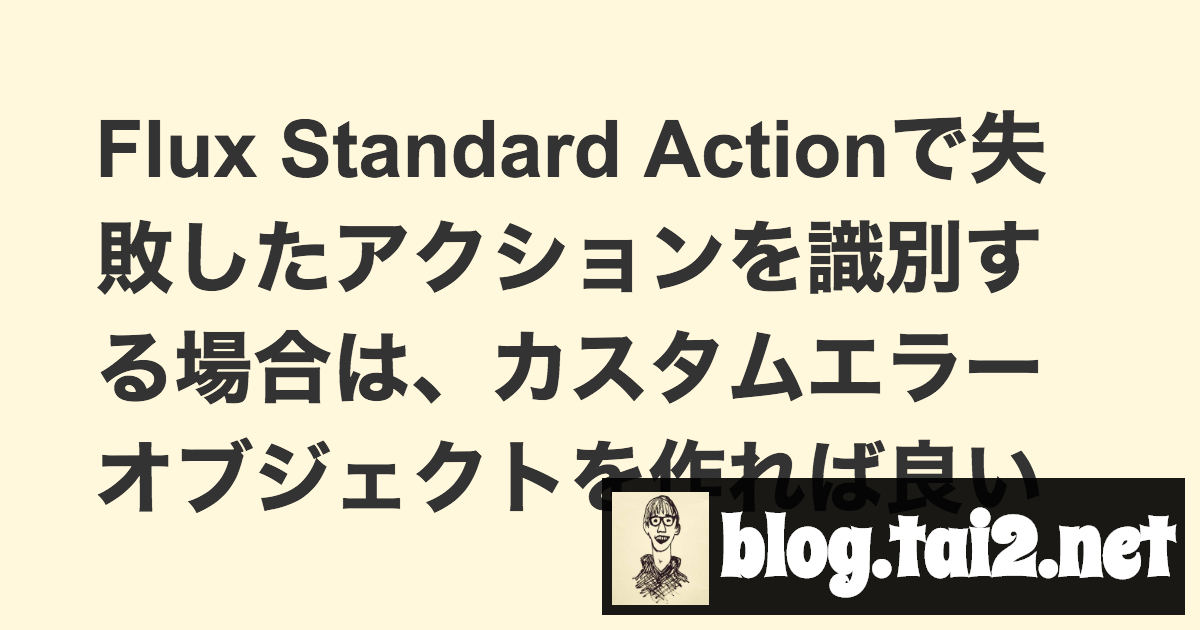 Flux Standard Actionで失
敗したアクションを識別す
る場合は、カスタムエラー
オブジェクトを作れば良い
blog.tai2.net